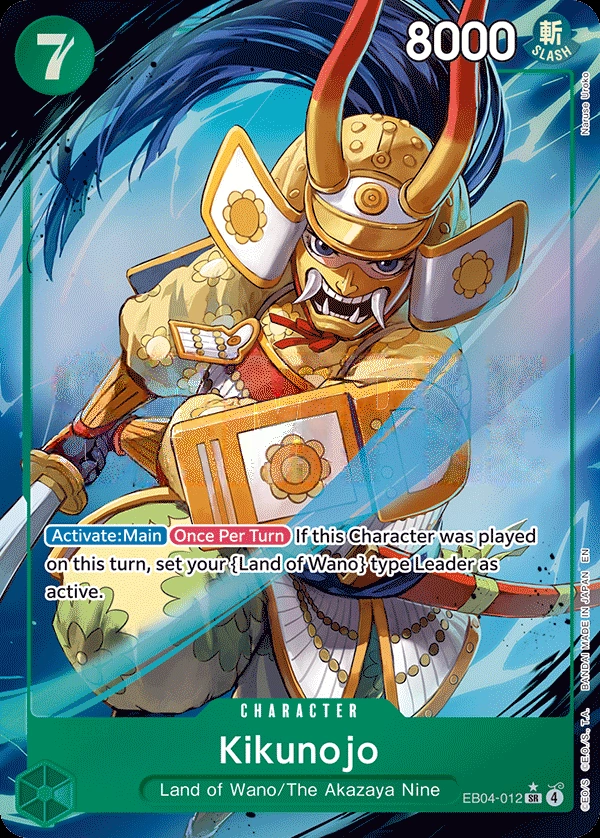 7
8000
斬
SLASH
Naruse Uroko
Activate:Main Once Per Turn If this Character was played
on this turn, set your {Land of Wano} type Leader as
active.
CHARACTER
Kikunojo
Land of Wano/The Akazaya Nine
EB04-012 SR 4
©E.O/S ©E.O./S., T.A. BANDAI MADE IN JAPAN EN